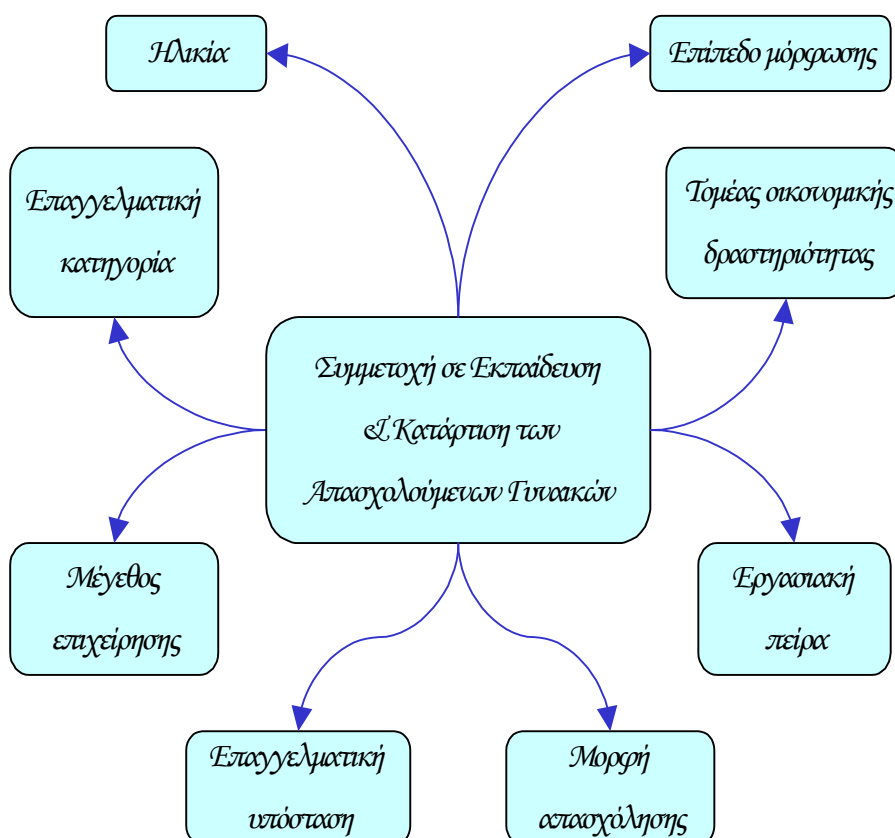 Ηλικία
Επίπεδο μόρφωσης
Επαγγελματική
κατηγορία
Τομέας οικονομικής
δραστηριότητας
Συμμετοχή σε Εκπαίδευση
& Κατάρτιση των
Απασχολούμενων Γυναικών
Μέγεθος
επιχείρησης
Εργασιακή
πείρα
Επαγγελματική
υπόσταση
Μορφή
απασχόλησης